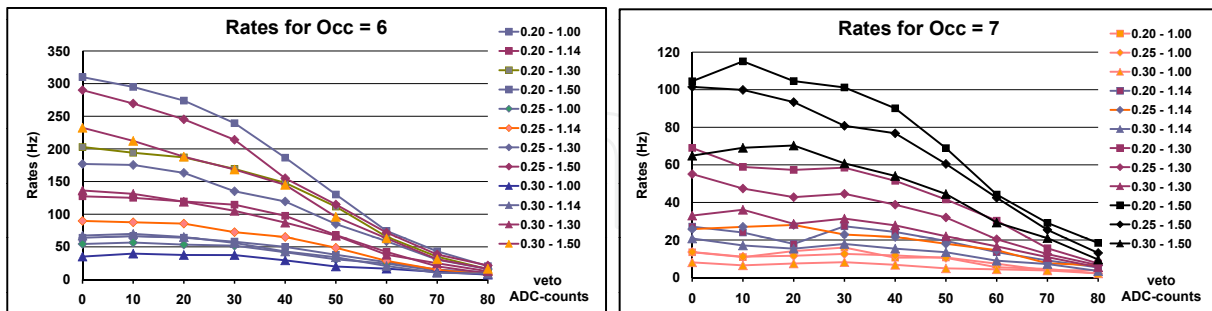 Rates for Occ = 6
Rates (Hz)
350
300
250
200
150
100
50
0
0 10 20 30 40 50 60 70 80
veto
ADC-counts
0.20 - 1.00
0.20 - 1.14
0.20 - 1.30
0.20 - 1.50
0.25 - 1.00
0.25 - 1.14
0.25 - 1.30
0.25 - 1.50
0.30 - 1.00
0.30 - 1.14
0.30 - 1.30
0.30 - 1.50
Rates for Occ = 7
Rates (Hz)
120
100
80
60
40
20
0
0 10 20 30 40 50 60 70 80
veto
ADC-counts
0.20 - 1.00
0.25 - 1.00
0.30 - 1.00
0.20 - 1.14
0.25 - 1.14
0.30 - 1.14
0.20 - 1.30
0.25 - 1.30
0.30 - 1.30
0.20 - 1.50
0.25 - 1.50
0.30 - 1.50